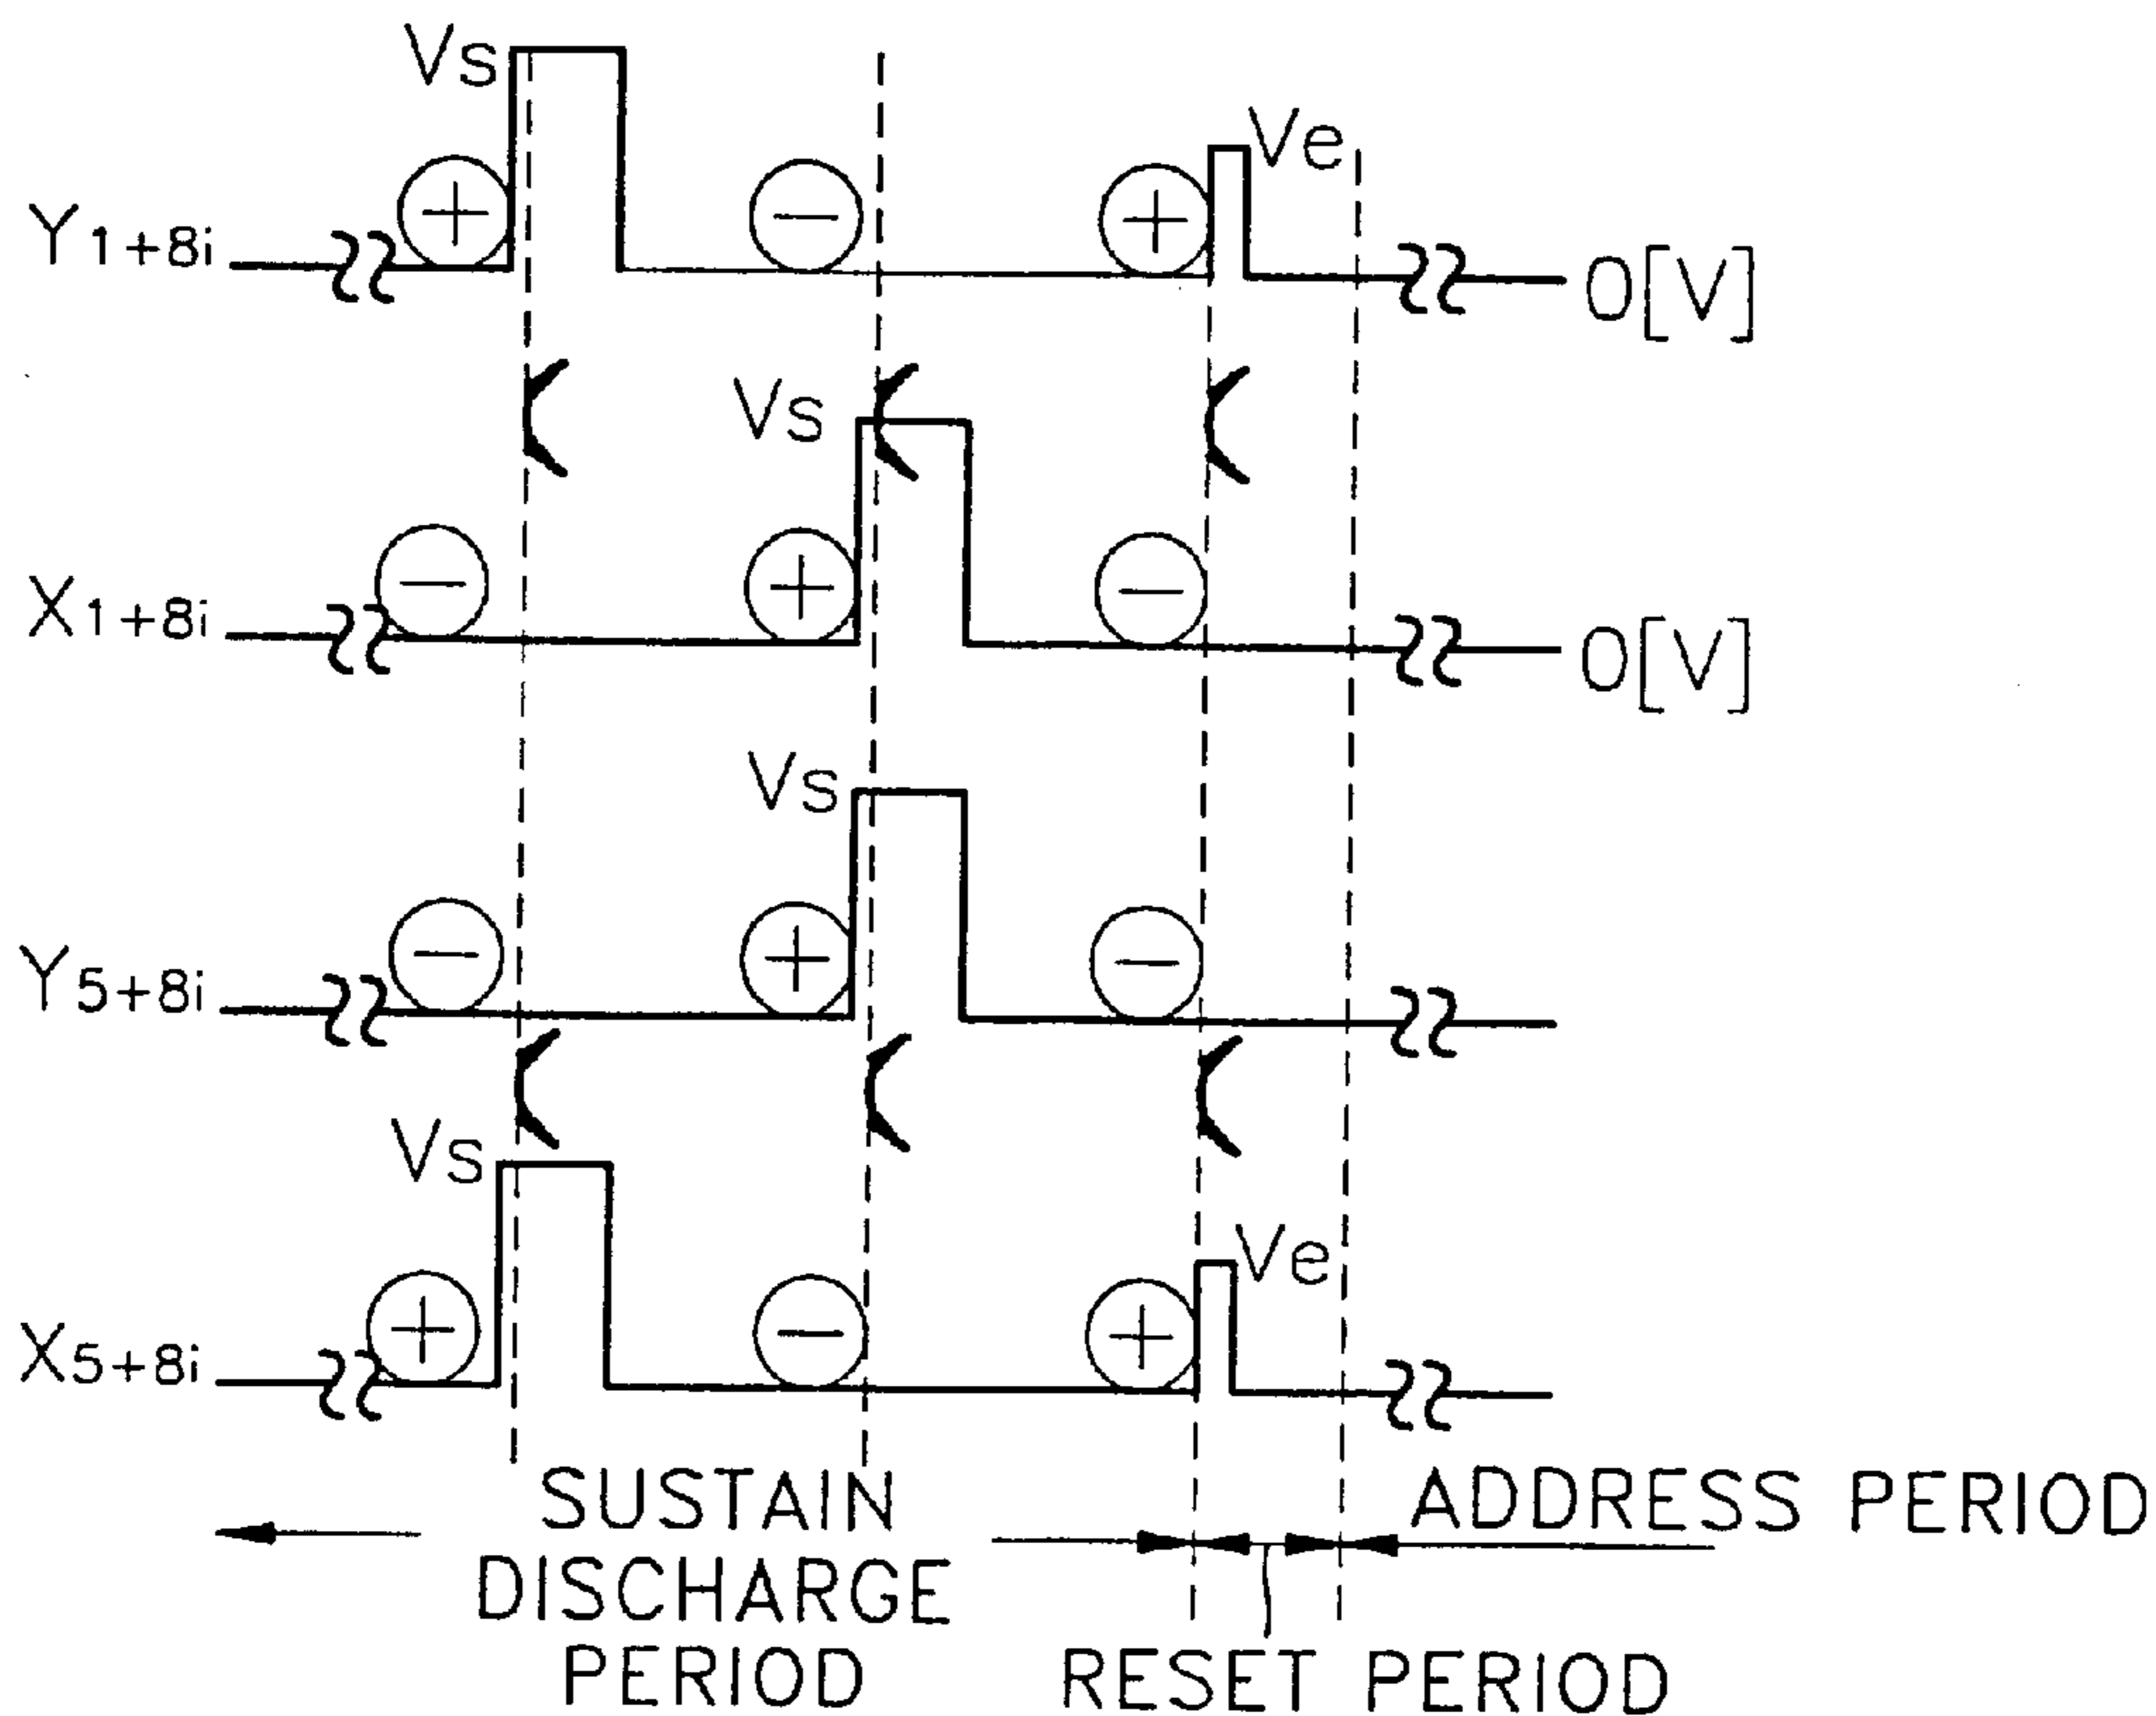 Vs
Ve
Y1+8i
+
−
+
0[V]
Vs
X1+8i
−
+
−
0[V]
Vs
Y5+8i
−
+
−
Vs
Ve
X5+8i
+
−
+
SUSTAIN
DISCHARGE
PERIOD
RESET PERIOD
ADDRESS PERIOD